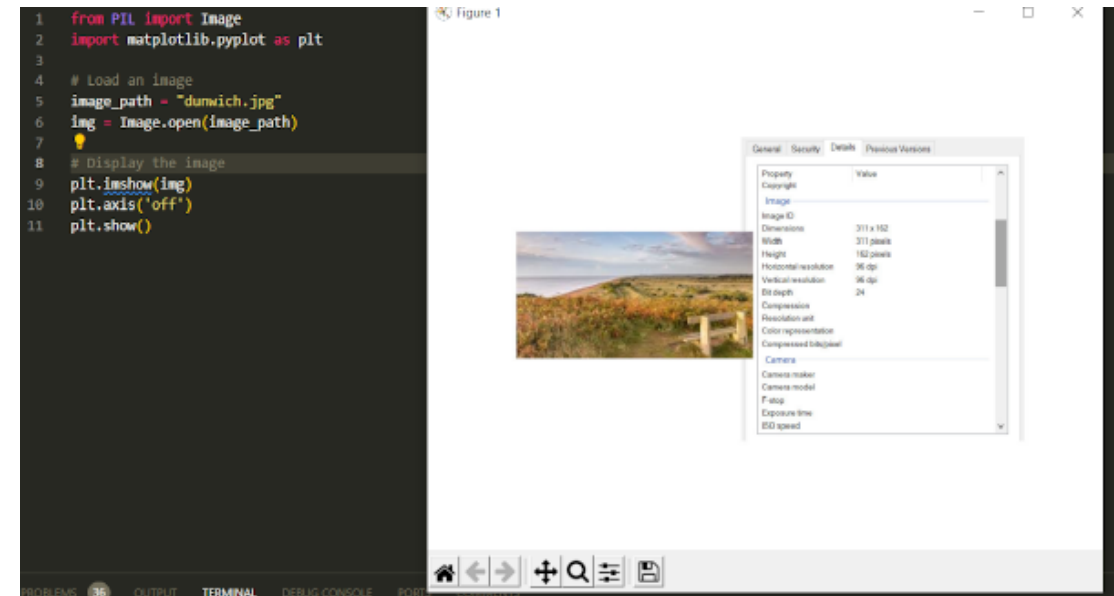 1 from PIL import Image
2 import matplotlib.pyplot as plt
3
4 # Load an image
5 image_path = "dunwich.jpg"
6 img = Image.open(image_path)
7
8 # Display the image
9 plt.imshow(img)
10 plt.axis('off')
11 plt.show()
Figure 1
General Security Details Previous Versions
Property Value
Copyright
Image
Image ID
Dimensions 311 x 162
Width 311 pixels
Height 162 pixels
Horizontal resolution 96 dpi
Vertical resolution 96 dpi
Bit depth 24
Compression
Resolution unit
Color representation
Compressed bits/pixel
Camera
Camera maker
Camera model
F-stop
Exposure time
ISO speed
PROBLEMS 36 OUTPUT TERMINAL DEBUG CONSOLE